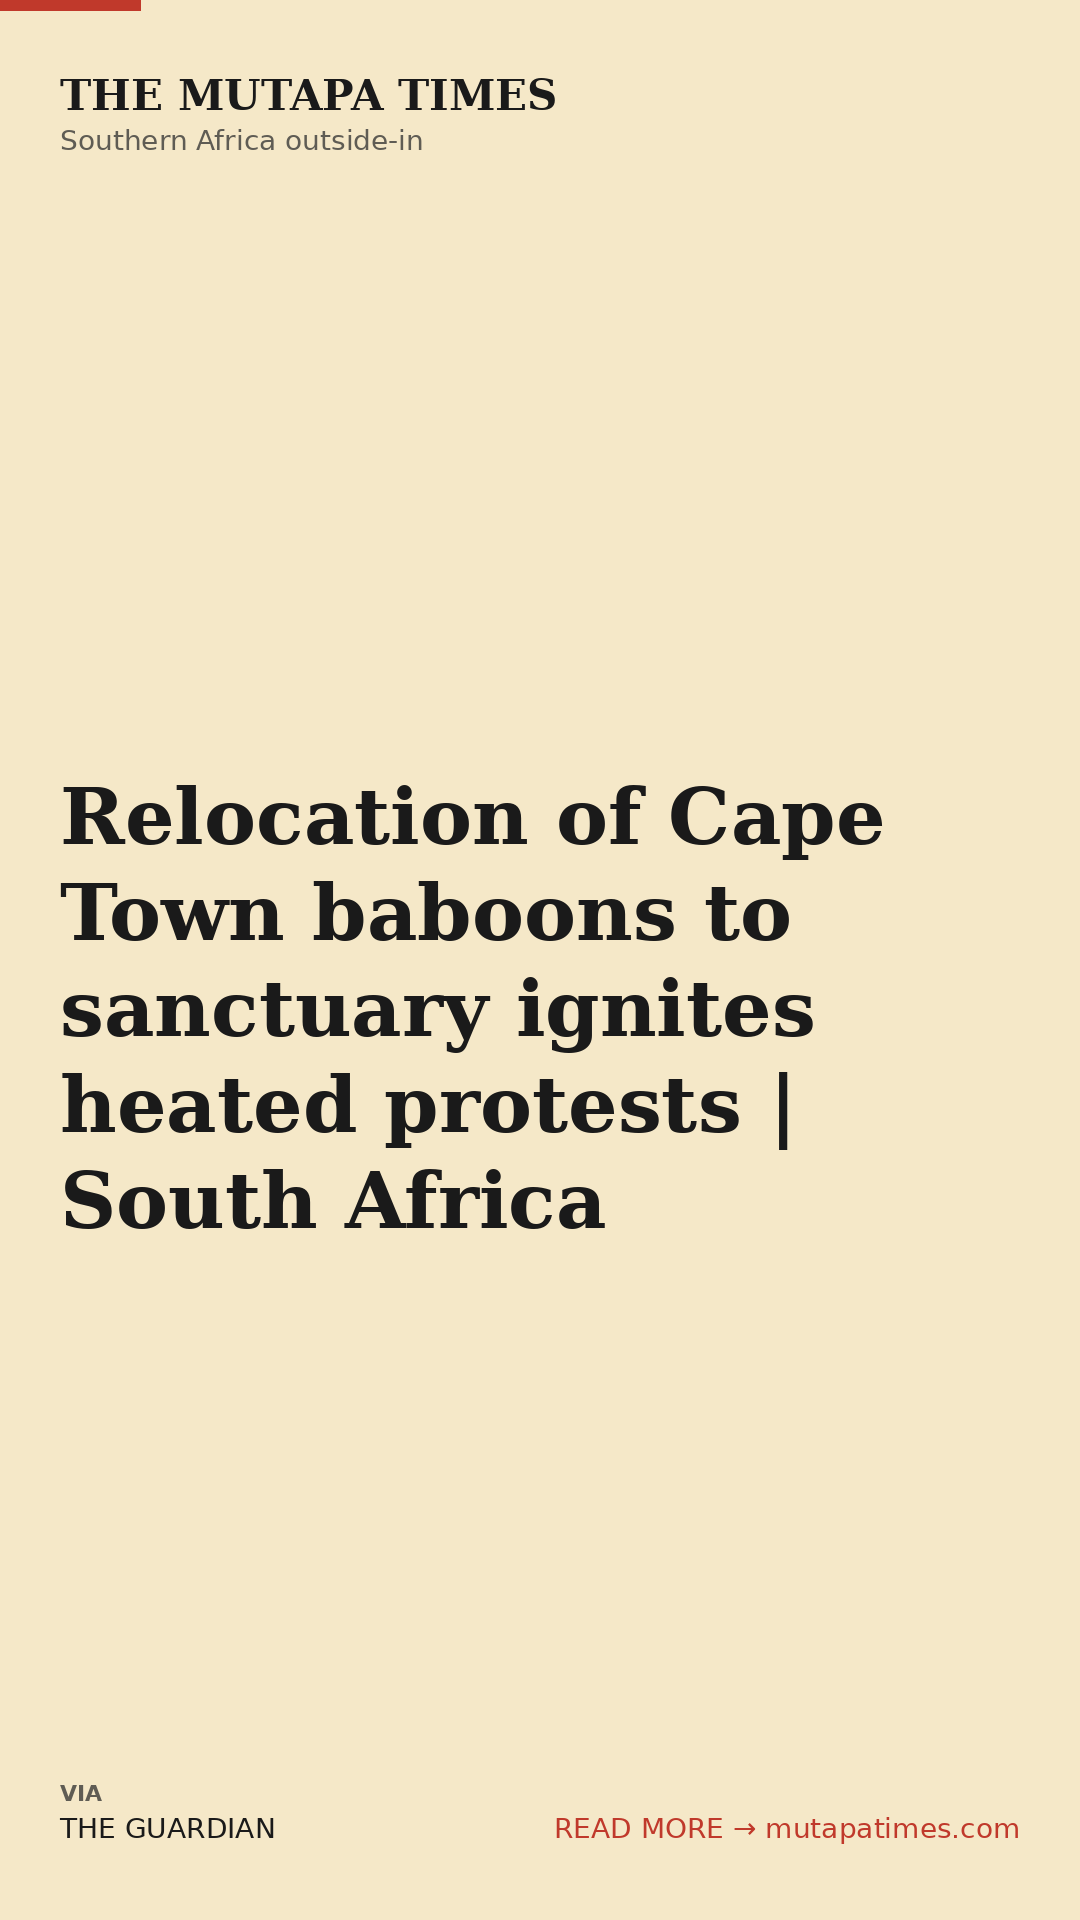 THE MUTAPA TIMES
Southern Africa outside-in
Relocation of Cape
Town baboons to
sanctuary ignites
heated protests |
South Africa
VIA
THE GUARDIAN
READ MORE → mutapatimes.com